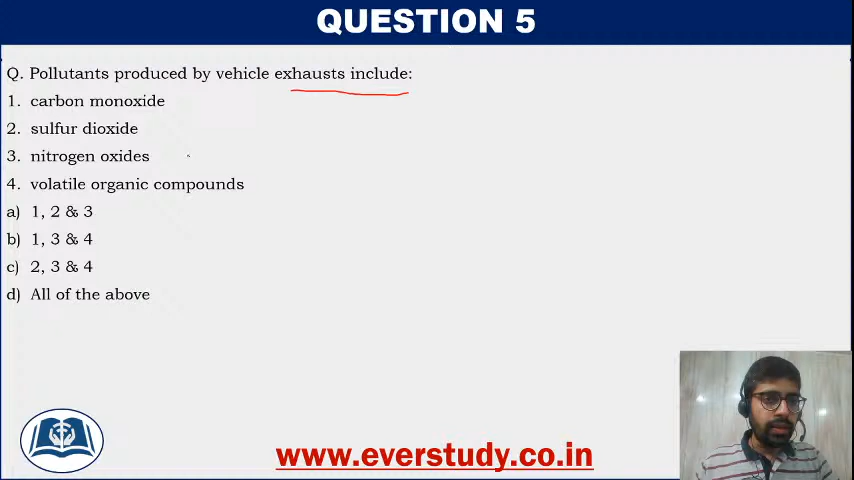 QUESTION 5
Q. Pollutants produced by vehicle exhausts include:
1. carbon monoxide
2. sulfur dioxide
3. nitrogen oxides
4. volatile organic compounds
a) 1, 2 & 3
b) 1, 3 & 4
c) 2, 3 & 4
d) All of the above
www.everstudy.co.in